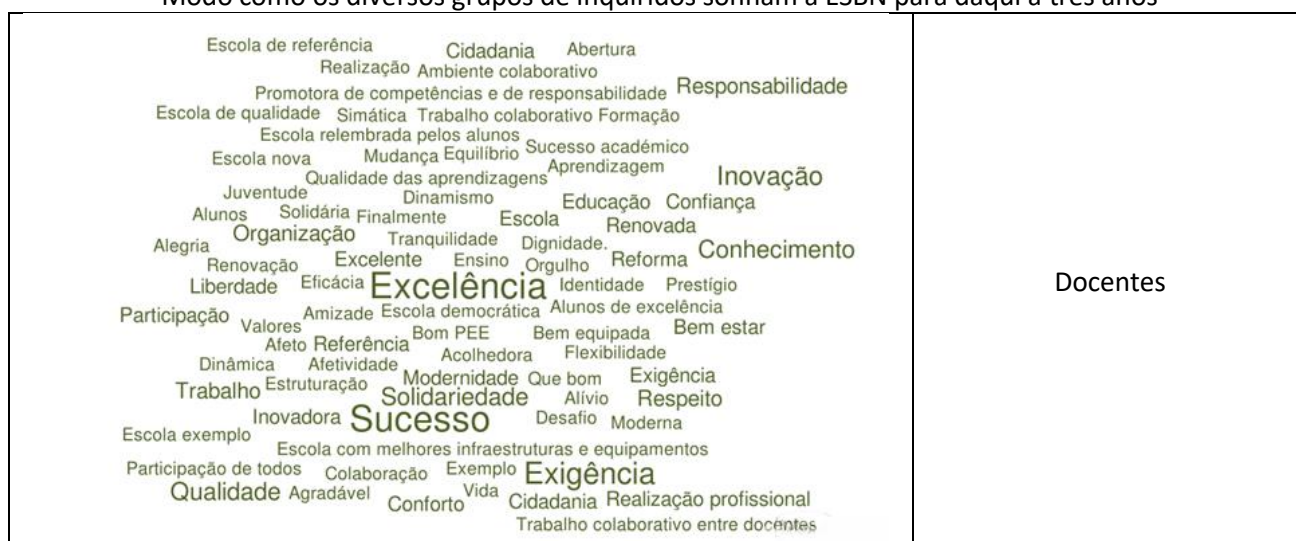 Modo como os diversos grupos de inquiridos sonham a ESBN para daqui a três anos
Escola de referência Cidadania Abertura
Realização Ambiente colaborativo
Promotora de competências e de responsabilidade Responsabilidade
Escola de qualidade Simática Trabalho colaborativo Formação
Escola relembrada pelos alunos
Escola nova Mudança Equilíbrio Sucesso académico
Qualidade das aprendizagens Aprendizagem Inovação
Juventude Dinamismo Educação Confiança
Alunos Solidária Finalmente Escola Renovada
Alegria Organização Tranquilidade Dignidade. Conhecimento
Renovação Excelente Ensino Orgulho Reforma
Liberdade Eficácia Excelência Identidade Prestígio
Participação Amizade Escola democrática Alunos de excelência
Valores Bom PEE Bem equipada Bem estar
Afeto Referência Acolhedora Flexibilidade
Dinâmica Afetividade Modernidade Que bom Exigência
Trabalho Estruturação Solidariedade Alívio Respeito
Inovadora Sucesso Desafio Moderna
Escola exemplo
Escola com melhores infraestruturas e equipamentos
Participação de todos Colaboração Exemplo Exigência
Qualidade Agradável Conforto Vida Cidadania Realização profissional
Trabalho colaborativo entre docentes
Docentes